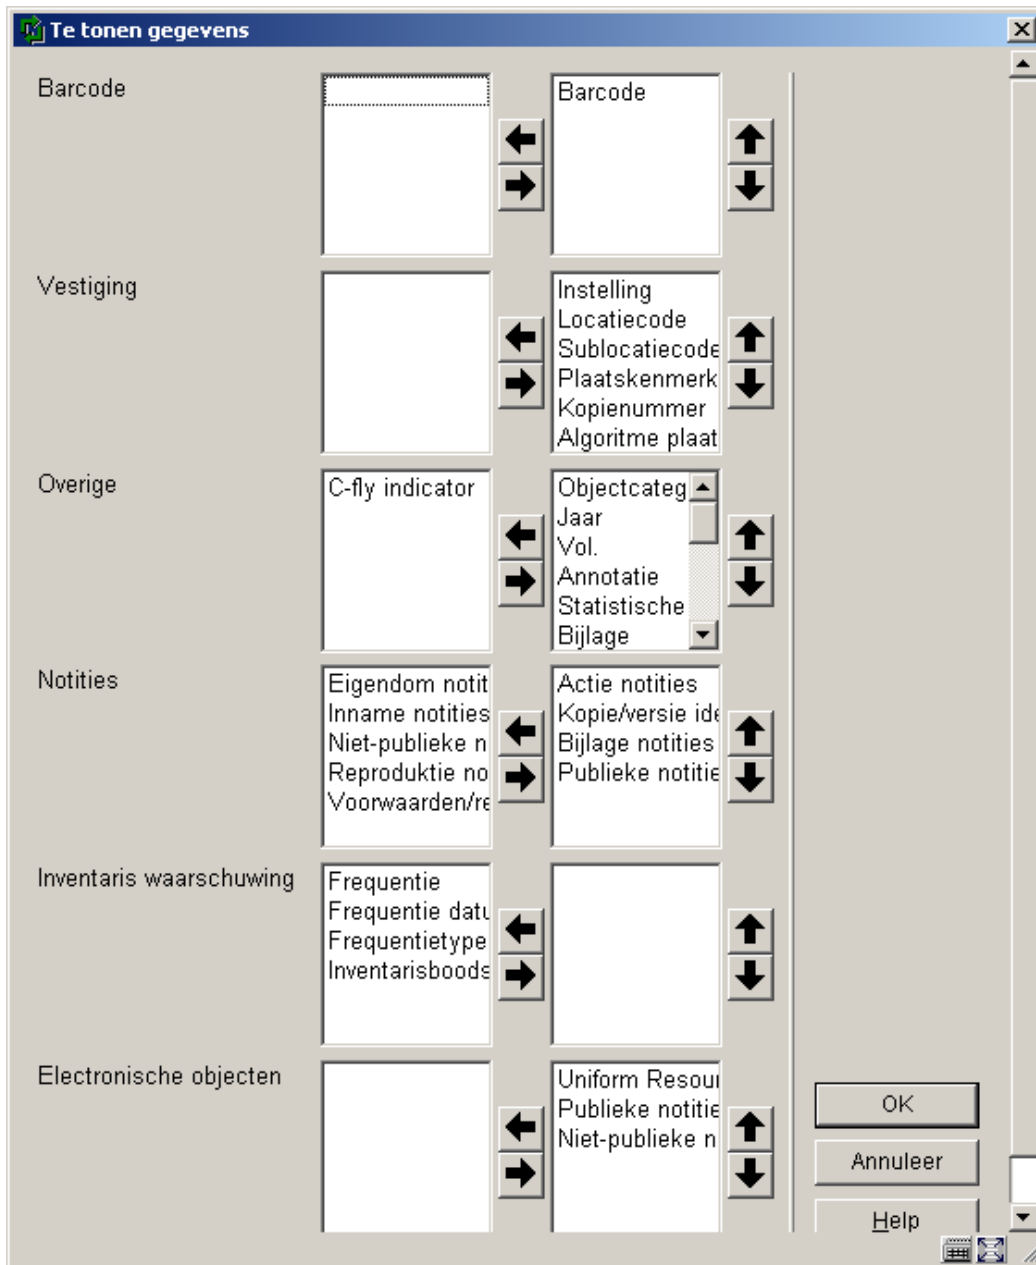 Te tonen gegevens
Barcode
Barcode
Vestiging
Instelling
Locatiecode
Sublocatiecode
Plaatskenmerk
Kopienummer
Algoritme plaat
Overige
C-fly indicator
Objectcateg
Jaar
Vol.
Annotatie
Statistische
Bijlage
Notities
Eigendom notit
Inname notities
Niet-publieke n
Reproduktie no
Voorwaarden/re
Actie notities
Kopie/versie ide
Bijlage notities
Publieke notitie
Inventaris waarschuwing
Frequentie
Frequentie datu
Frequentietype
Inventarisboods
Electronische objecten
Uniform Resour
Publieke notitie
Niet-publieke n
OK
Annuleer
Help